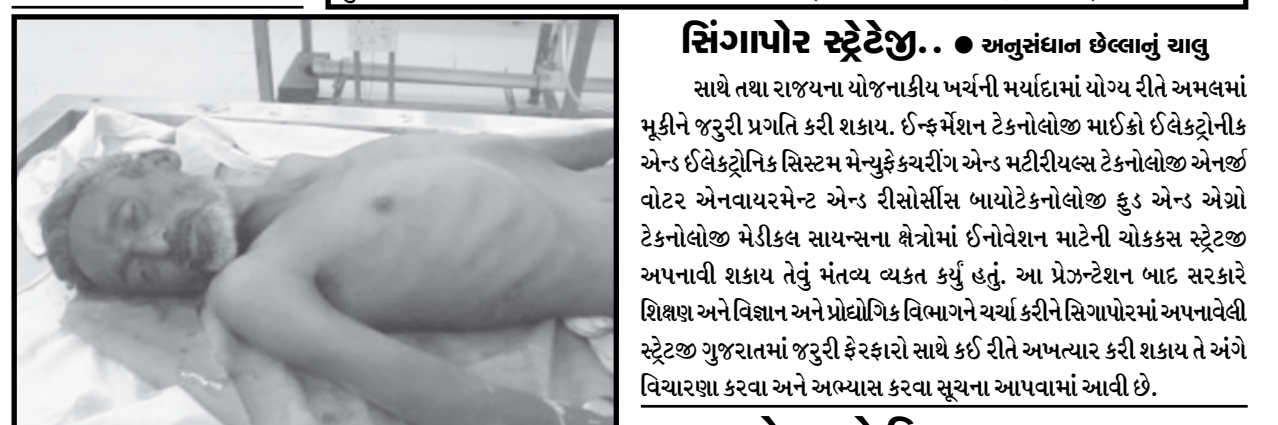 સિંગાપોર સ્ટ્રેટેજી.. ● અનુસંધાન છેલ્લાનું ચાલુ
સાથે તથા રાજયના યોજનાકીય ખર્ચની મર્યાદામાં યોગ્ય રીતે અમલમાં
મૂકીને જરુરી પ્રગતિ કરી શકાય. ઈન્ફર્મેશન ટેકનોલોજી માઈક્રો ઈલેકટ્રોનીક
એન્ડ ઈલેકટ્રોનિક સિસ્ટમ મેન્યુફેકચરીંગ એન્ડ મટીરીયલ્સ ટેકનોલોજી એનર્જી
વોટર એનવાયરમેન્ટ એન્ડ રીસોર્સીસ બાયોટેકનોલોજી ફુડ એન્ડ એગ્રો
ટેકનોલોજી મેડીકલ સાયન્સના ક્ષેત્રોમાં ઈનોવેશન માટેની ચોકકસ સ્ટ્રેટજી
અપનાવી શકાય તેવું મંતવ્ય વ્યકત કર્યું હતું. આ પ્રેઝન્ટેશન બાદ સરકારે
શિક્ષણ અને વિજ્ઞાન અને પ્રોદ્યોગિક વિભાગને ચર્ચા કરીને સિગાપોરમાં અપનાવેલી
સ્ટ્રેટજી ગુજરાતમાં જરુરી ફેરફારો સાથે કઈ રીતે અખત્યાર કરી શકાય તે અંગે
વિચારણા કરવા અને અભ્યાસ કરવા સૂચના આપવામાં આવી છે.